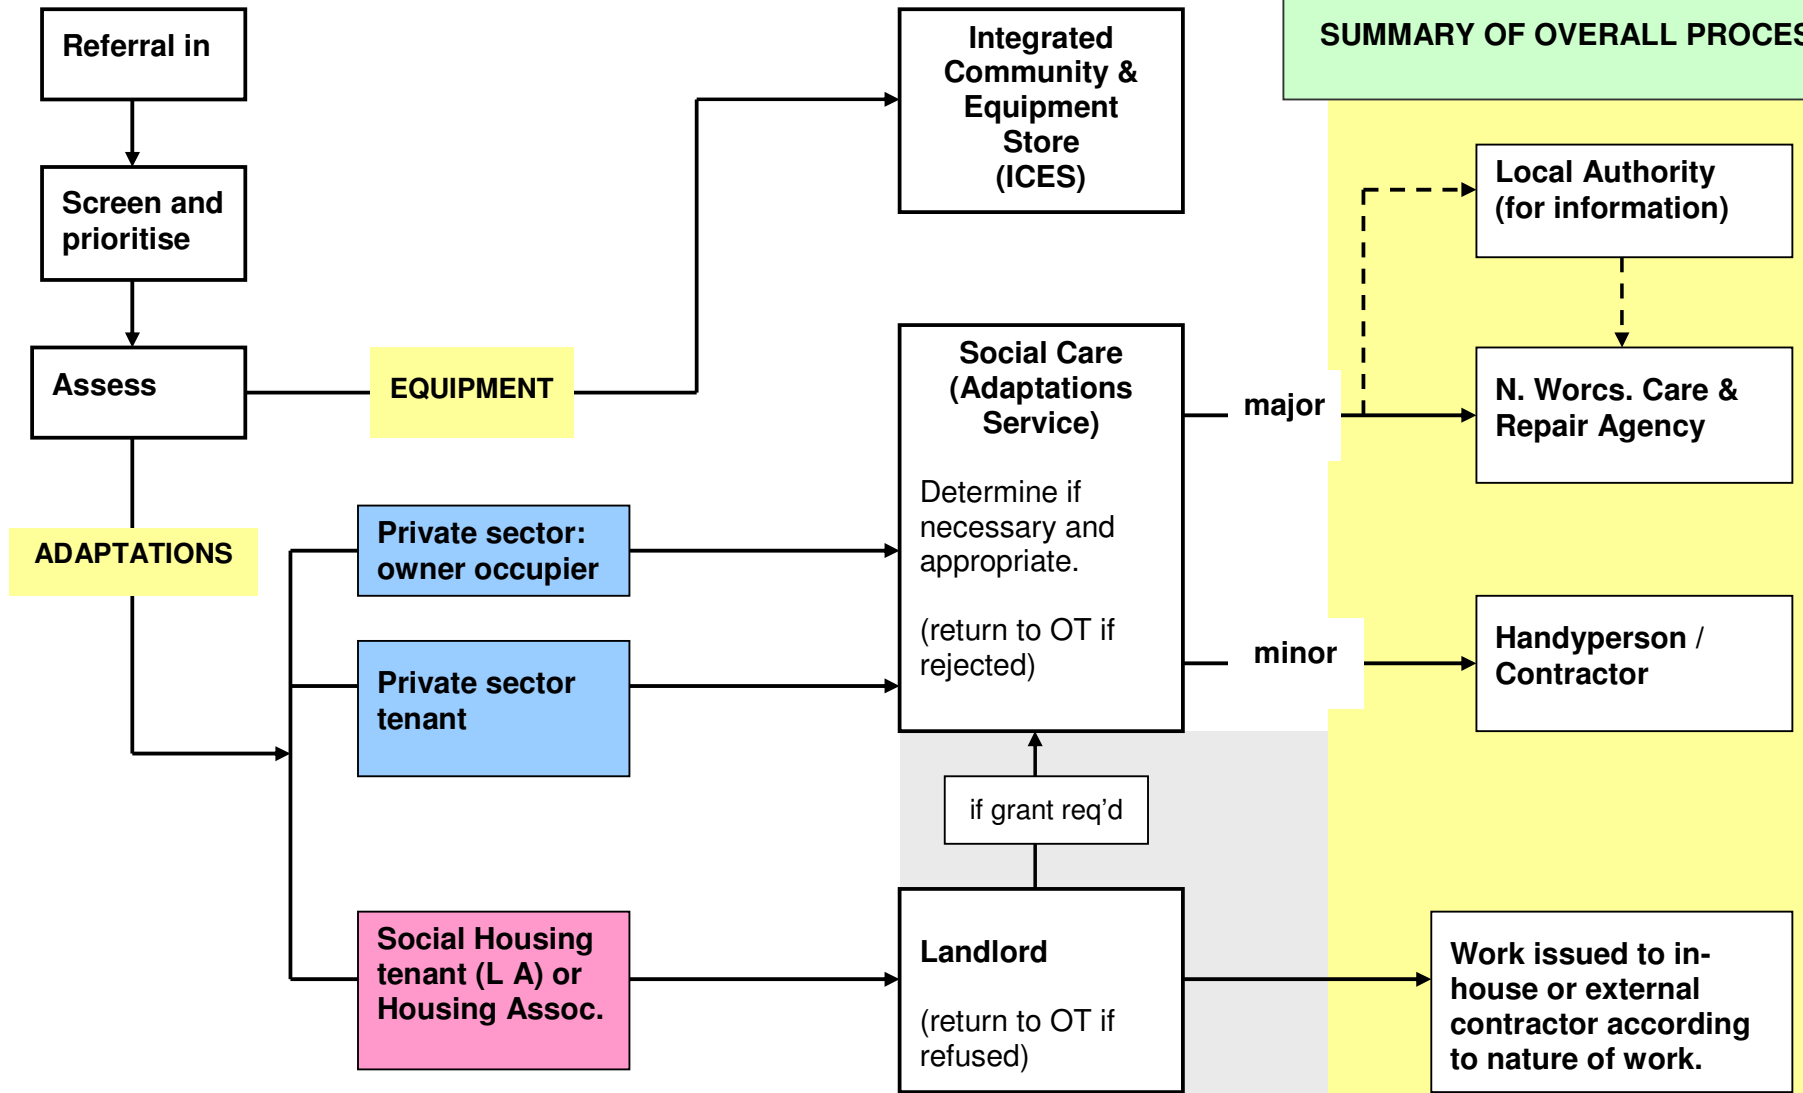 Referral in
Integrated
Community &
Equipment
Store
(ICES)
SUMMARY OF OVERALL PROCES
Screen and
prioritise
Local Authority
(for information)
Assess
EQUIPMENT
Social Care
(Adaptations
Service)
Determine if
necessary and
appropriate.
(return to OT if
rejected)
major
N. Worcs. Care &
Repair Agency
ADAPTATIONS
Private sector:
owner occupier
Private sector
tenant
minor
Handyperson /
Contractor
if grant req’d
Social Housing
tenant (L A) or
Housing Assoc.
Landlord
(return to OT if
refused)
Work issued to in-
house or external
contractor according
to nature of work.